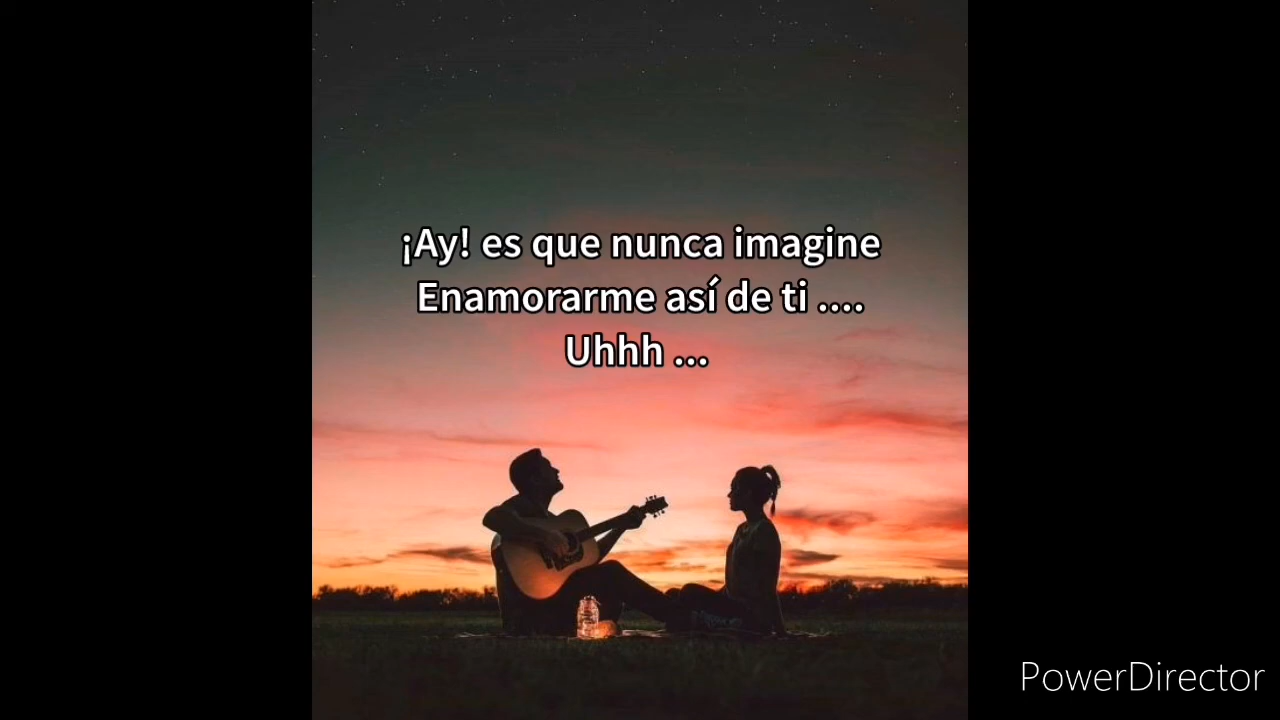 ¡Ay! es que nunca imagine
Enamorarme así de ti ....
Uhhh ...
PowerDirector